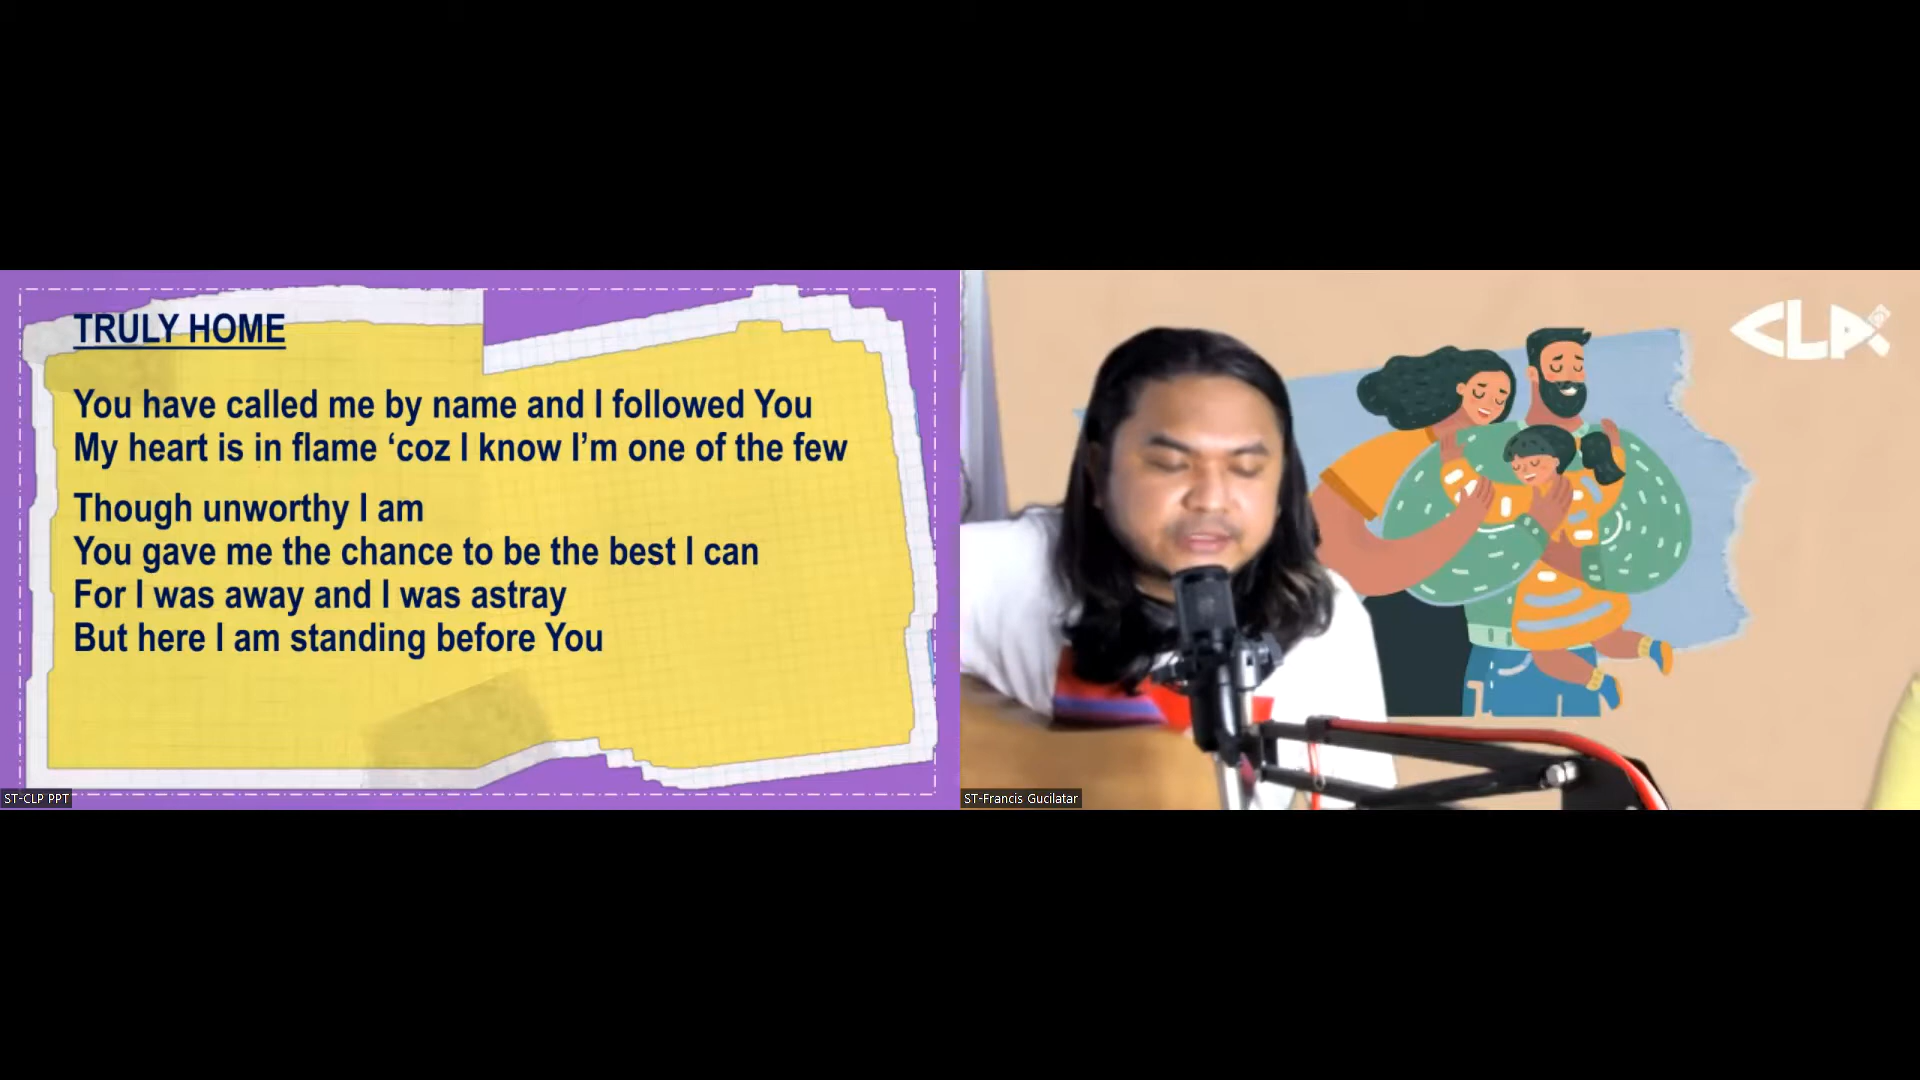 TRULY HOME
You have called me by name and I followed You
My heart is in flame ‘coz I know I’m one of the few
Though unworthy I am
You gave me the chance to be the best I can
For I was away and I was astray
But here I am standing before You
ST-CLP PPT
CLP
ST-Francis Gucilatar